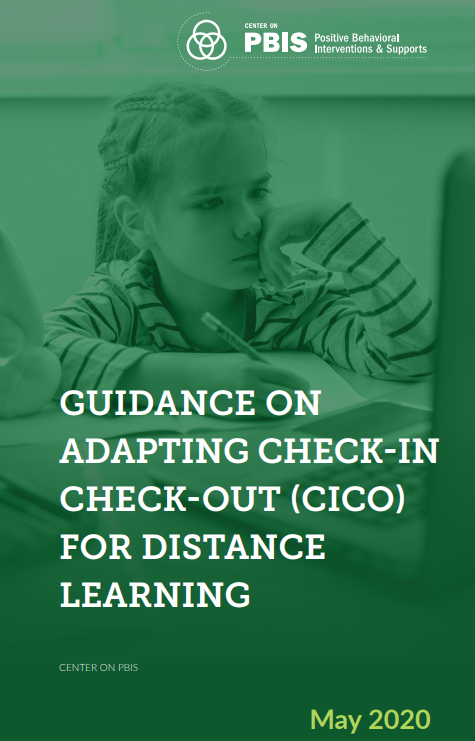 CENTER ON
PBIS Positive Behavioral
Interventions & Supports
GUIDANCE ON
ADAPTING CHECK-IN
CHECK-OUT (CICO)
FOR DISTANCE
LEARNING
CENTER ON PBIS
May 2020